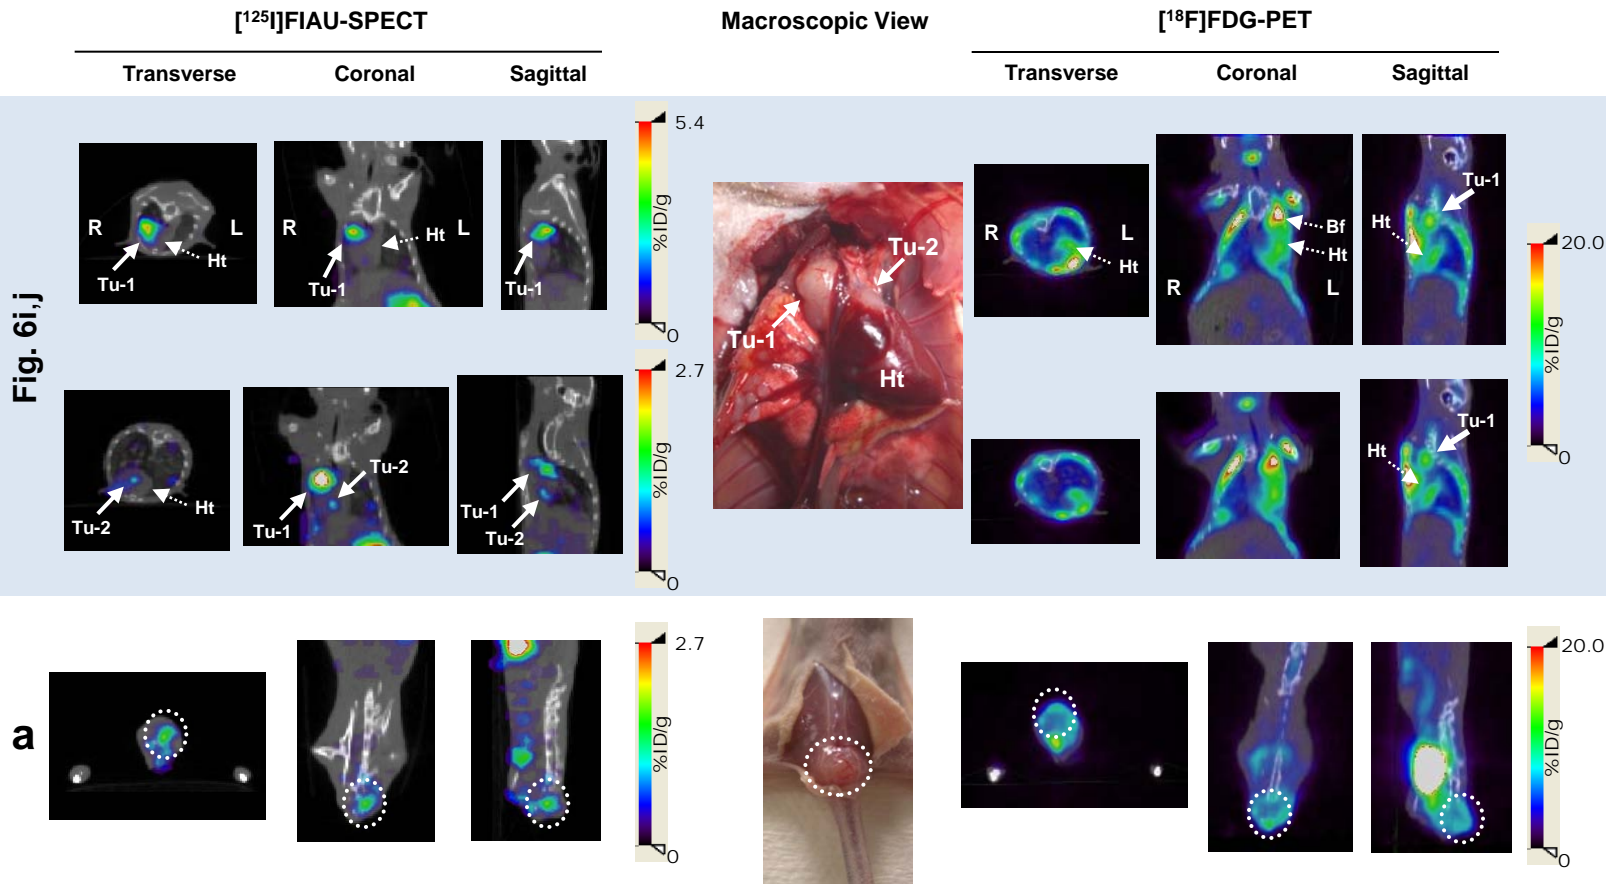 [¹²⁵I]FIAU-SPECT
Macroscopic View
[¹⁸F]FDG-PET
Transverse Coronal Sagittal
Transverse Coronal Sagittal
Fig. 6i,j
R L
Tu-1 Ht
R L
Tu-1 Ht
Tu-1
5.4
%ID/g
0
Tu-2
Tu-1
Ht
R L
Ht
Bf
Ht
R L
Tu-1
Ht
20.0
%ID/g
0
Tu-2 Ht
Tu-2
Tu-1
Tu-1
Tu-2
2.7
%ID/g
0
Tu-1
Ht
a
2.7
%ID/g
0
20.0
%ID/g
0